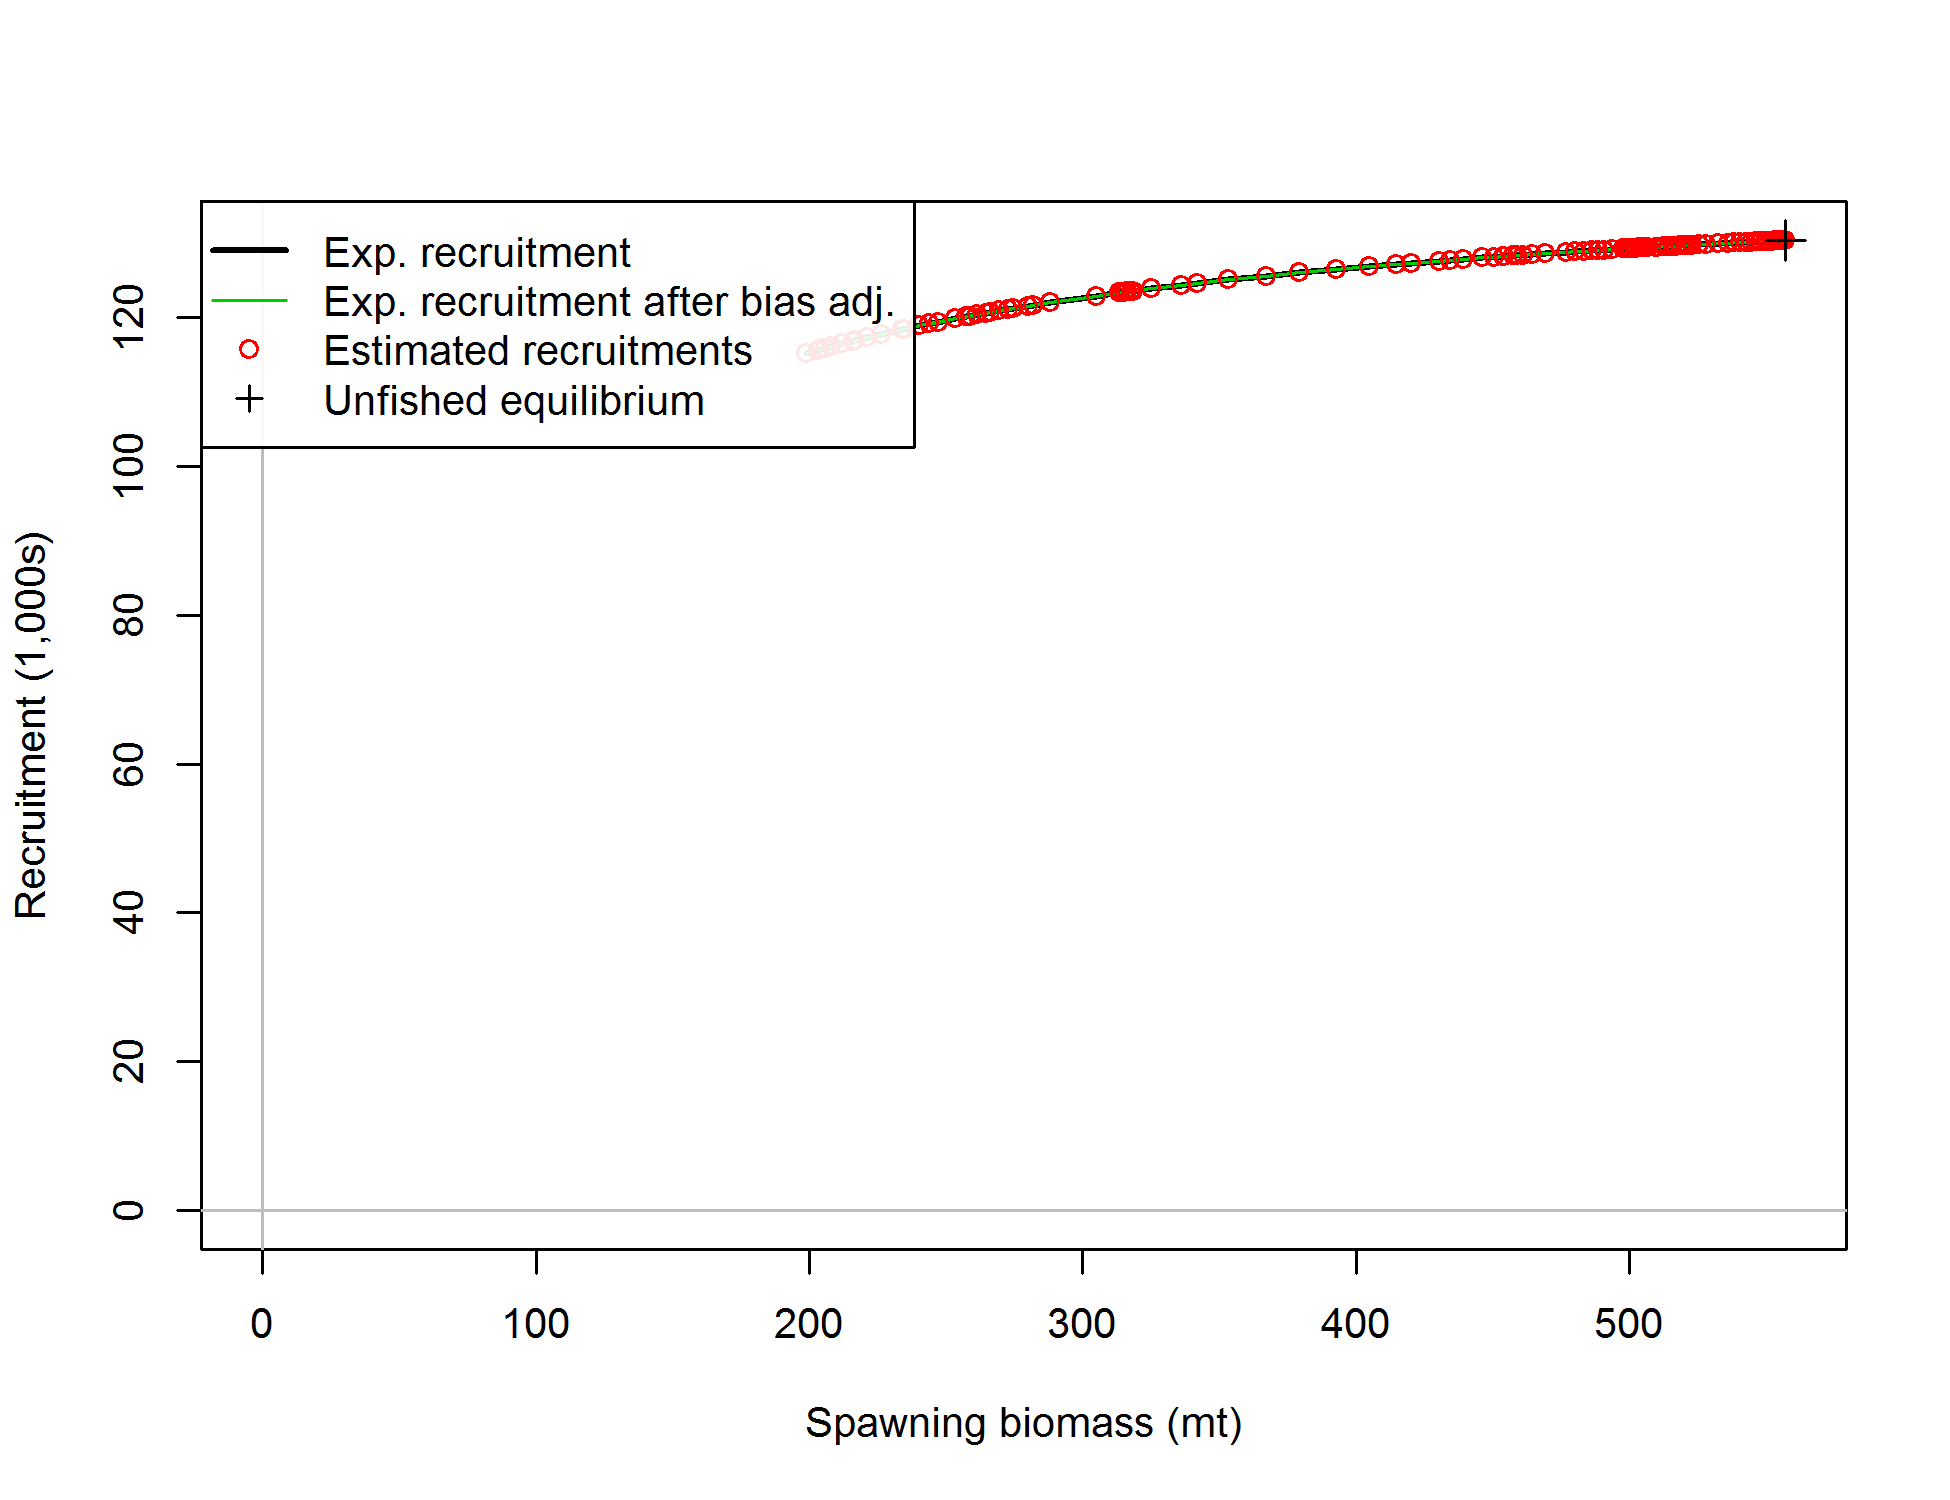 Exp. recruitment
Exp. recruitment after bias adj.
Estimated recruitments
Unfished equilibrium
Recruitment (1,000s)
120
100
80
60
40
20
0
0 100 200 300 400 500
Spawning biomass (mt)